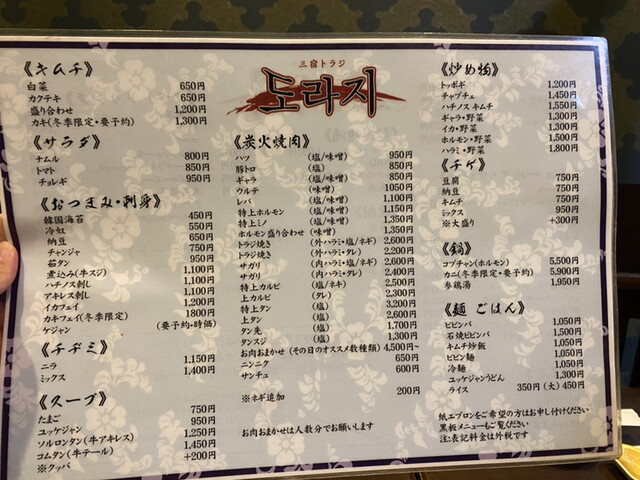 三宿トラジ
도라지
《キムチ》
白菜 650円
カクテキ 650円
盛り合わせ 1,200円
カキ(冬季限定・要予約) 1,300円
《サラダ》
ナムル 800円
トマト 850円
チョレギ 950円
《おつまみ・刺身》
韓国海苔 450円
冷奴 550円
納豆 650円
チャンジャ 750円
茹タン 950円
煮込み(牛スジ) 1,100円
ハチノス刺し 1,100円
アキレス刺し 1,100円
イカフェイ 1,200円
カキフェイ(冬季限定) 1800円
ケジャン (要予約・時価)
《チヂミ》
ニラ 1,150円
ミックス 1,400円
《スープ》
たまご 750円
ユッケジャン 950円
ソルロンタン(牛アキレス) 1,250円
コムタン(牛テール) 1,450円
※クッパ +200円
《炭火焼肉》
ハツ (塩/味噌) 950円
豚トロ (塩) 850円
ギャラ (塩/味噌) 850円
ウルテ (味噌) 1050円
レバ (塩/味噌) 1,100円
特上ホルモン (塩/味噌) 1,150円
特上ミノ (塩/味噌) 1,350円
ホルモン盛り合わせ (味噌) 1,350円
トラジ焼き (外ハラミ・塩/ネギ) 2,600円
トラジ焼き (外ハラミ・タレ) 2,200円
サガリ (内ハラミ・塩/ネギ) 2,600円
サガリ (内ハラミ・タレ) 2,400円
特上カルビ (塩/ネギ) 2,500円
上カルビ (タレ) 2,300円
特上タン (塩) 3,200円
上タン (塩) 2,600円
タン先 (塩) 1,700円
タンスジ (塩) 1,300円
お肉おまかせ (その日のオススメ数種類) 4,500円~
ニンニク 650円
サンチュ 600円
※ネギ追加 200円
お肉おまかせは人数分でお願いします
《炒め物》
トッポギ 1,200円
チャプチェ 1,450円
ハチノス キムチ 1,550円
ギャラ・野菜 1,300円
イカ・野菜 1,300円
ホルモン・野菜 1,500円
ハラミ・野菜 1,800円
《チゲ》
豆腐 750円
納豆 750円
キムチ 750円
ミックス 950円
※大盛り +300円
《鍋》
コプチャン(ホルモン) 5,500円
カニ(冬季限定・要予約) 5,900円
参鶏湯 1,950円
《麺 ごはん》
ビビンバ 1,050円
石焼ビビンバ 1,500円
キムチ炒飯 1,050円
ビビン麺 1,050円
冷麺 1,050円
ユッケジャンうどん 1,300円
ライス 350円 (大) 450円
紙エプロンをご希望の方はお申し付けください
黒板メニューもご覧ください
注:表記料金は外税です